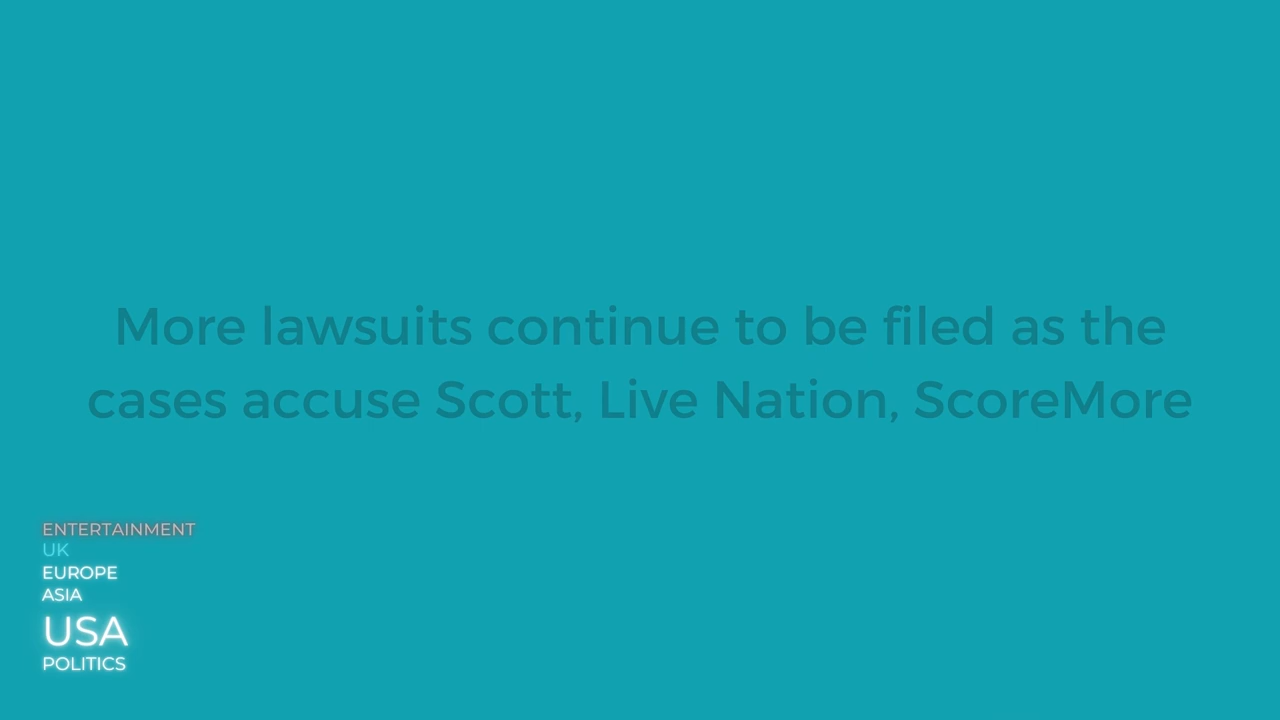 More lawsuits continue to be filed as the
cases accuse Scott, Live Nation, ScoreMore
ENTERTAINMENT
UK
EUROPE
ASIA
USA
POLITICS